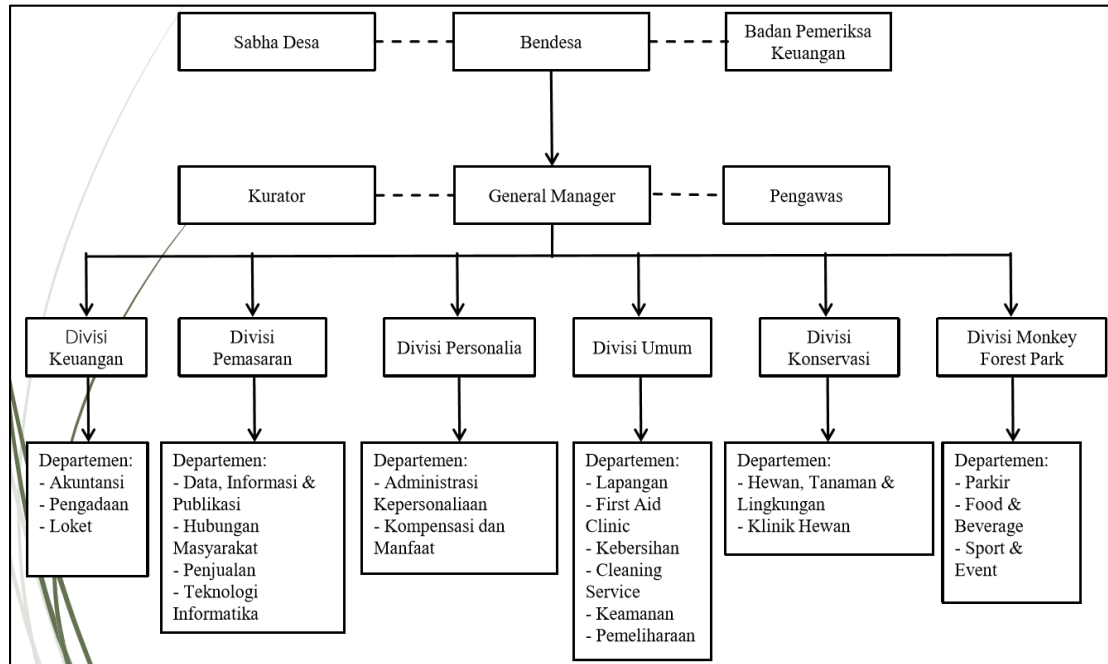 Sabha Desa
Bendesa
Badan Pemeriksa
Keuangan
Kurator
General Manager
Pengawas
Divisi
Keuangan
Divisi
Pemasaran
Divisi Personalia
Divisi Umum
Divisi
Konservasi
Divisi Monkey
Forest Park
Departemen:
- Akuntansi
- Pengadaan
- Loket
Departemen:
- Data, Informasi &
Publikasi
- Hubungan
Masyarakat
- Penjualan
- Teknologi
Informatika
Departemen:
- Administrasi
Kepersonaliaan
- Kompensasi dan
Manfaat
Departemen:
- Lapangan
- First Aid
Clinic
- Kebersihan
- Cleaning
Service
- Keamanan
- Pemeliharaan
Departemen:
- Hewan, Tanaman &
Lingkungan
- Klinik Hewan
Departemen:
- Parkir
- Food &
Beverage
- Sport &
Event